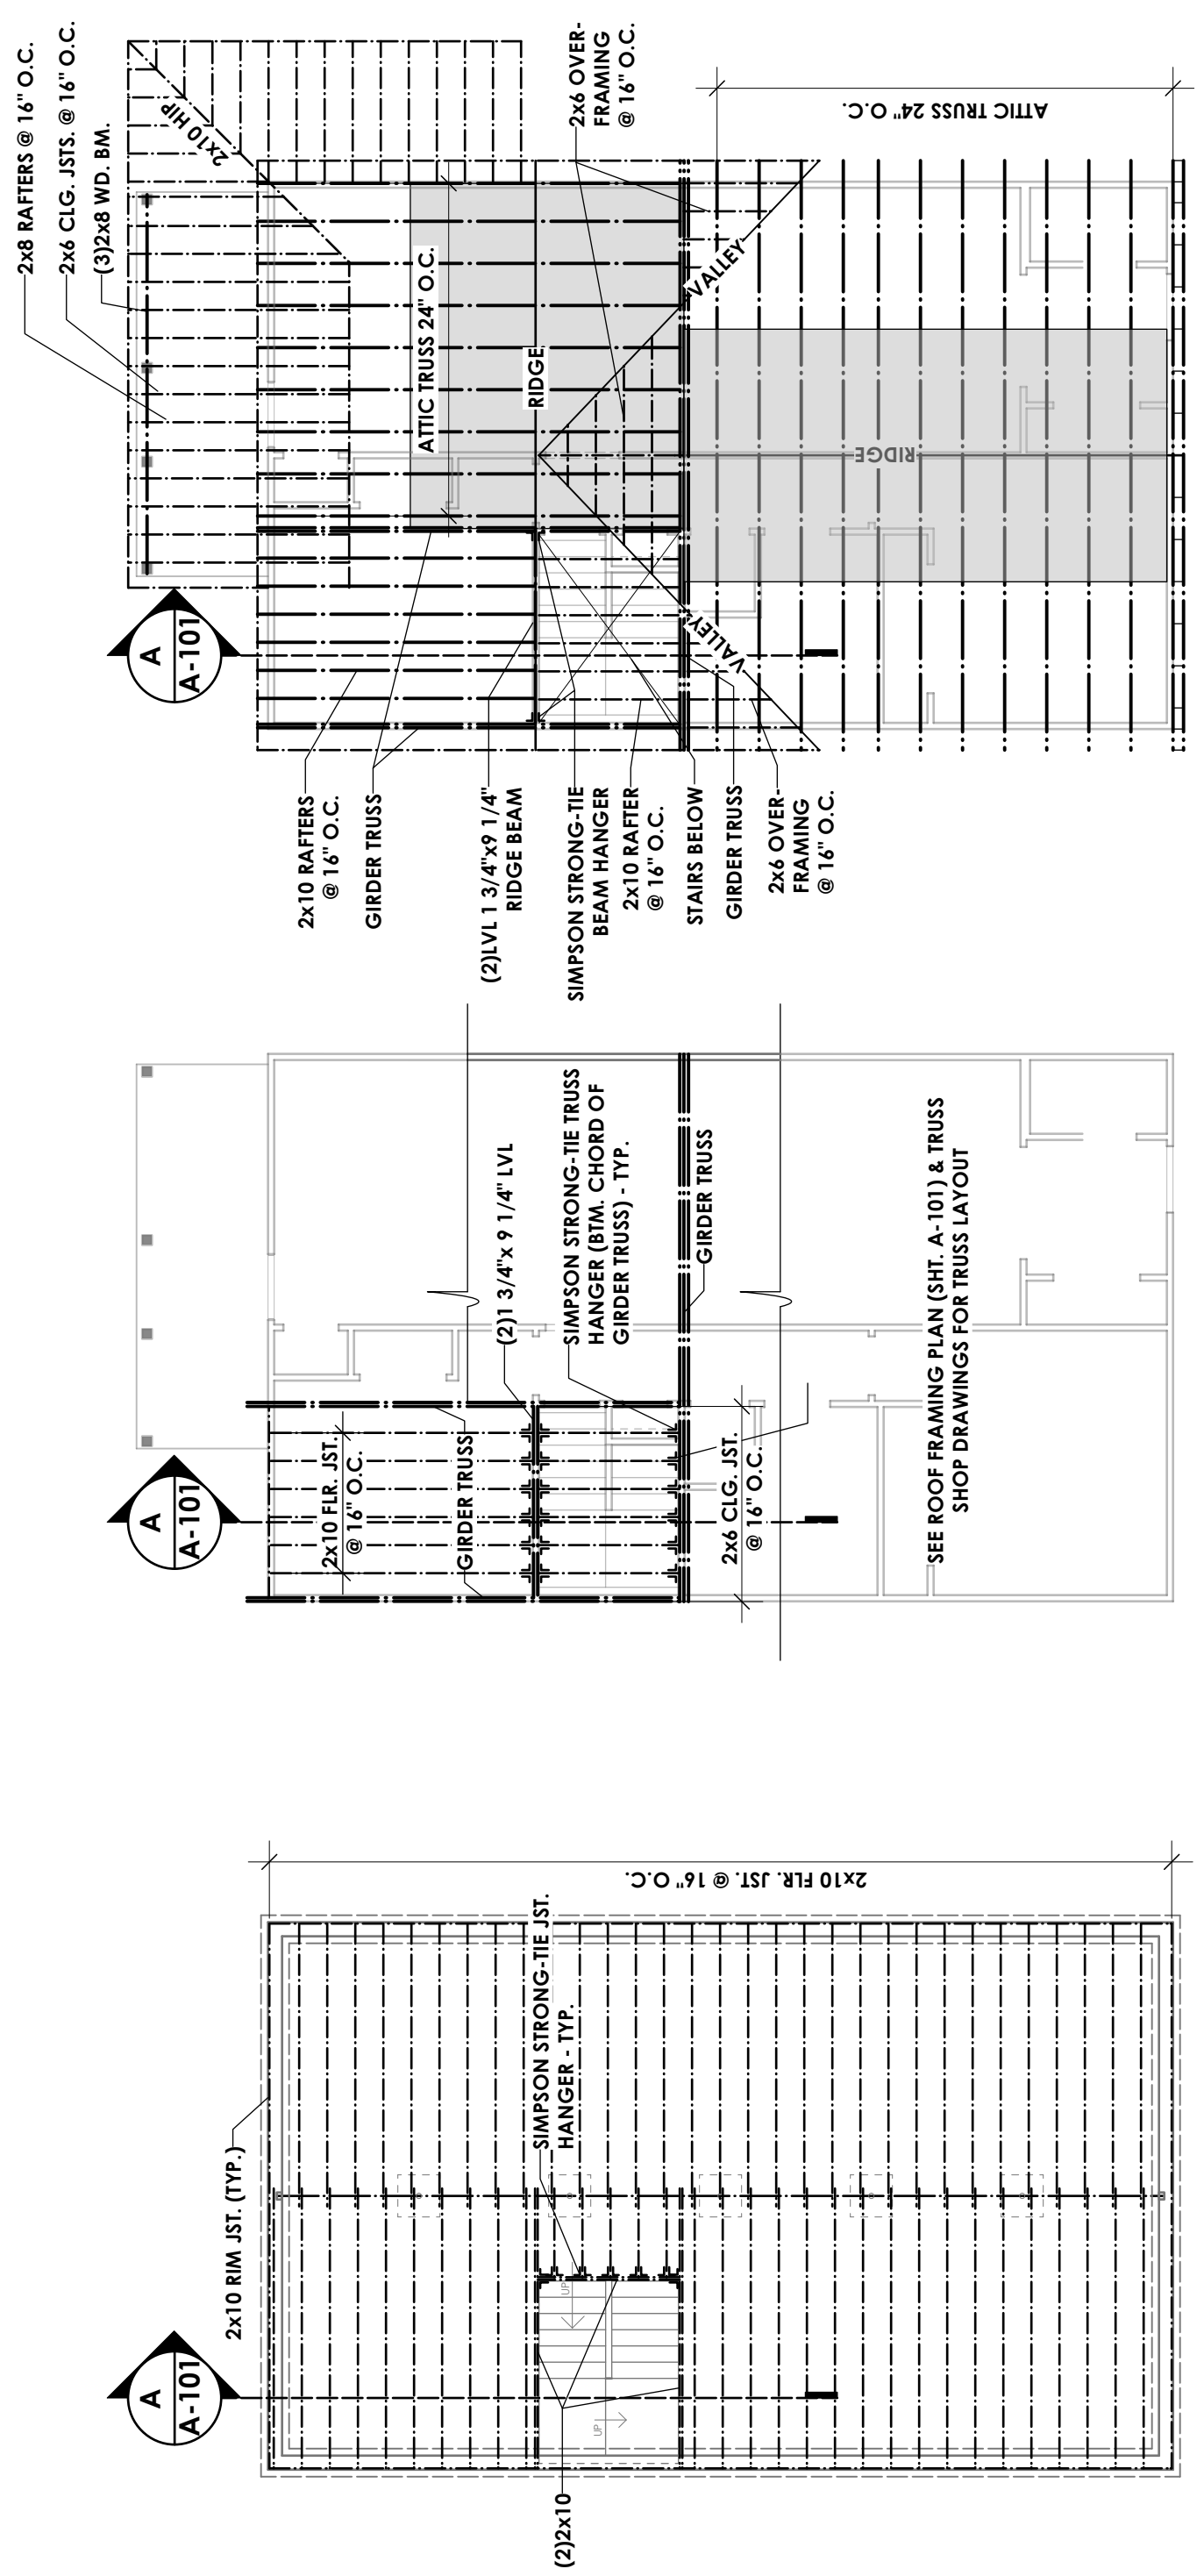 2x10 RIM JST. (TYP.)
A
A-101
SIMPSON STRONG-TIE JST.
HANGER - TYP.
2x10 FLR. JST. @ 16" O.C.
UP
UP
(2)2x10
A
A-101
2x10 FLR. JST.
@ 16" O.C.
GIRDER TRUSS
(2)1 3/4"x 9 1/4" LVL
SIMPSON STRONG-TIE TRUSS
HANGER (BTM. CHORD OF
GIRDER TRUSS) - TYP.
GIRDER TRUSS
2x6 CLG. JST.
@ 16" O.C.
SEE ROOF FRAMING PLAN (SHT. A-101) & TRUSS
SHOP DRAWINGS FOR TRUSS LAYOUT
2x8 RAFTERS @ 16" O.C.
2x6 CLG. JSTS. @ 16" O.C.
(3)2x8 WD. BM.
2x10 HIP
A
A-101
2x10 RAFTERS
@ 16" O.C.
GIRDER TRUSS
(2)LVL 1 3/4"x9 1/4"
RIDGE BEAM
SIMPSON STRONG-TIE
BEAM HANGER
2x10 RAFTER
@ 16" O.C.
STAIRS BELOW
GIRDER TRUSS
2x6 OVER-
FRAMING
@ 16" O.C.
ATTIC TRUSS 24" O.C.
RIDGE
2x6 OVER-
FRAMING
@ 16" O.C.
VALLEY
VALLEY
RIDGE
ATTIC TRUSS 24" O.C.